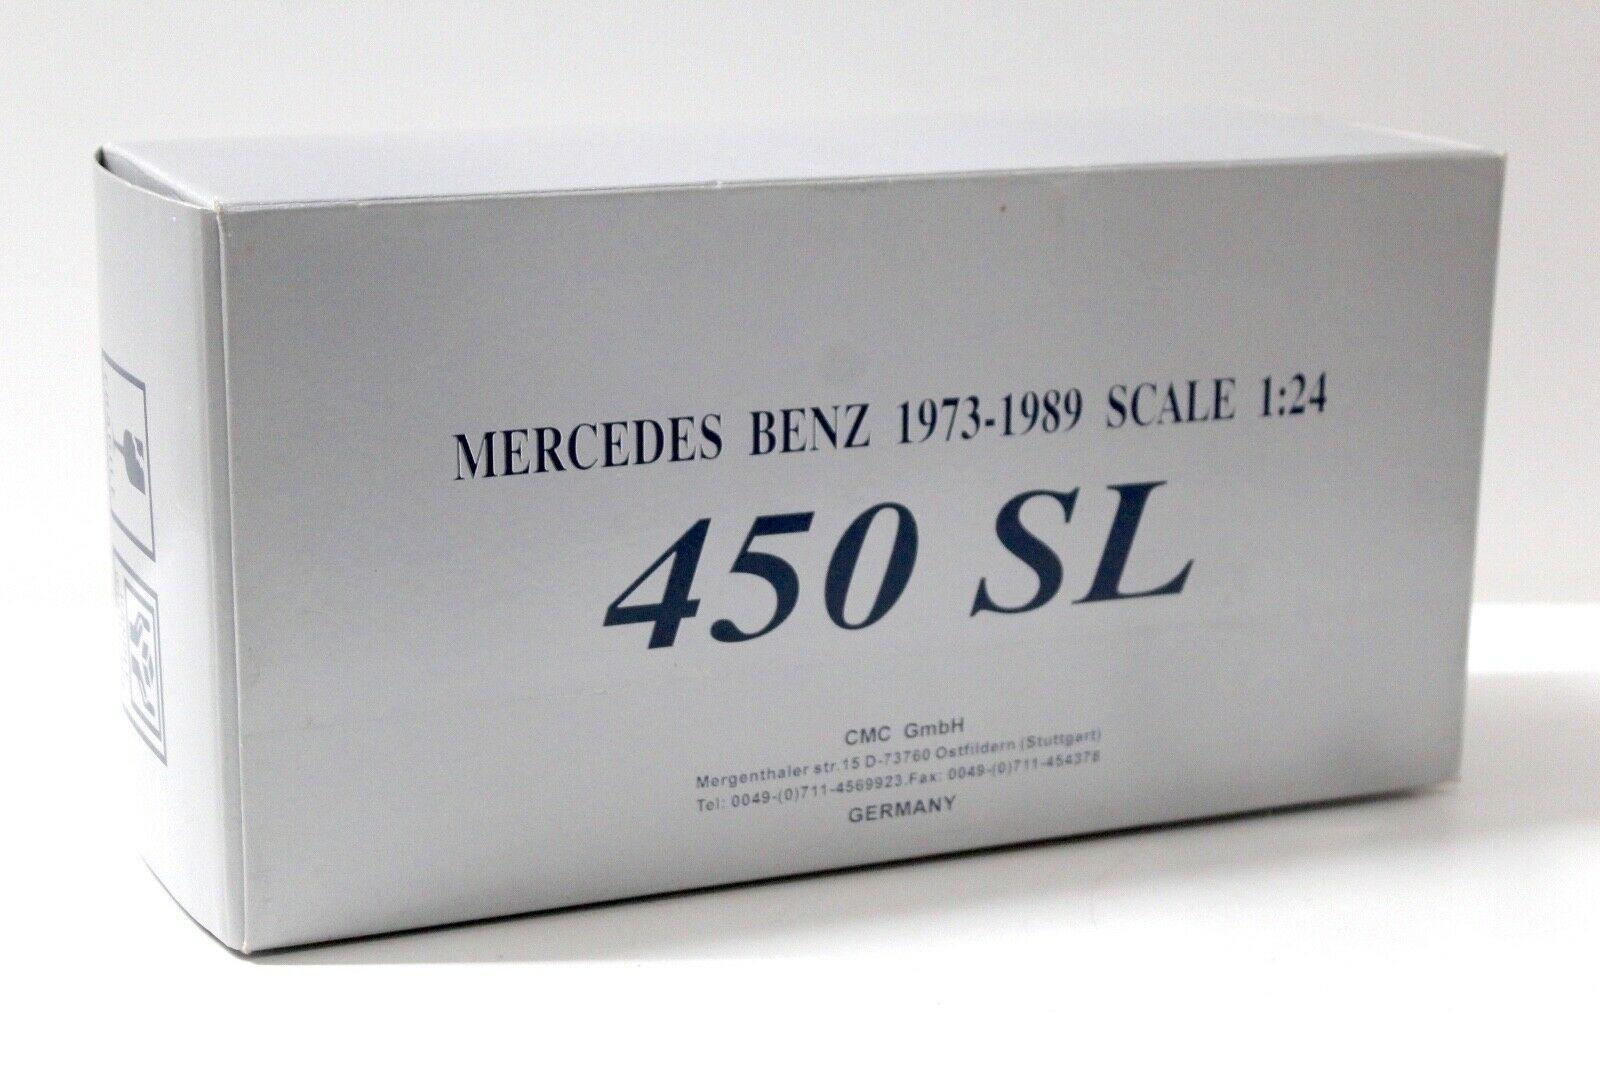 MERCEDES BENZ 1973-1989 SCALE 1:24
450 SL
CMC GmbH
Mergenthaler str.15 D-73760 Ostfildern (Stuttgart)
Tel: 0049-(0)711-4569923.Fax: 0049-(0)711-454378
GERMANY